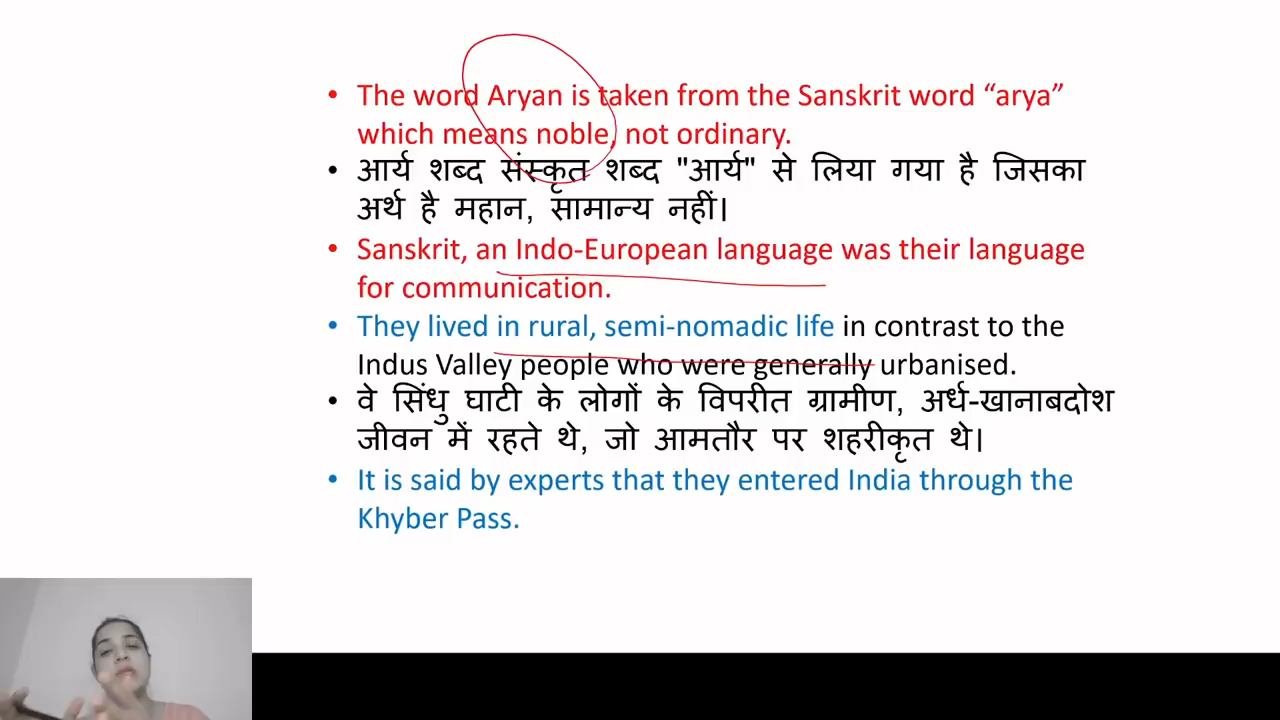 • The word Aryan is taken from the Sanskrit word “arya”
which means noble, not ordinary.
• आर्य शब्द संस्कृत शब्द "आर्य" से लिया गया है जिसका
अर्थ है महान, सामान्य नहीं।
• Sanskrit, an Indo-European language was their language
for communication.
• They lived in rural, semi-nomadic life in contrast to the
Indus Valley people who were generally urbanised.
• वे सिंधु घाटी के लोगों के विपरीत ग्रामीण, अर्ध-खानाबदोश
जीवन में रहते थे, जो आमतौर पर शहरीकृत थे।
• It is said by experts that they entered India through the
Khyber Pass.